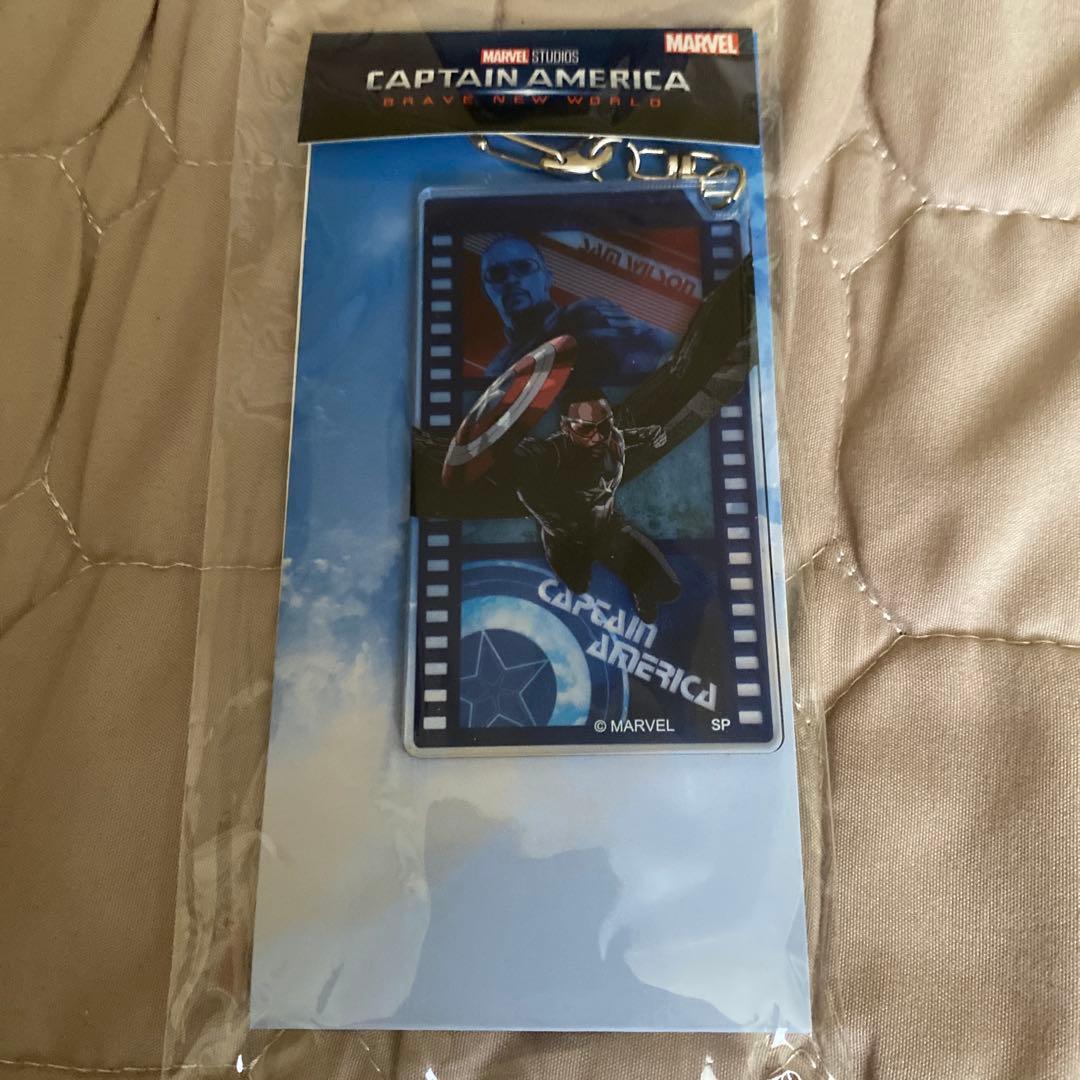 MARVEL STUDIOS
MARVEL
CAPTAIN AMERICA
BRAVE NEW WORLD
SAM WILSON
CAPTAIN
AMERICA
© MARVEL SP